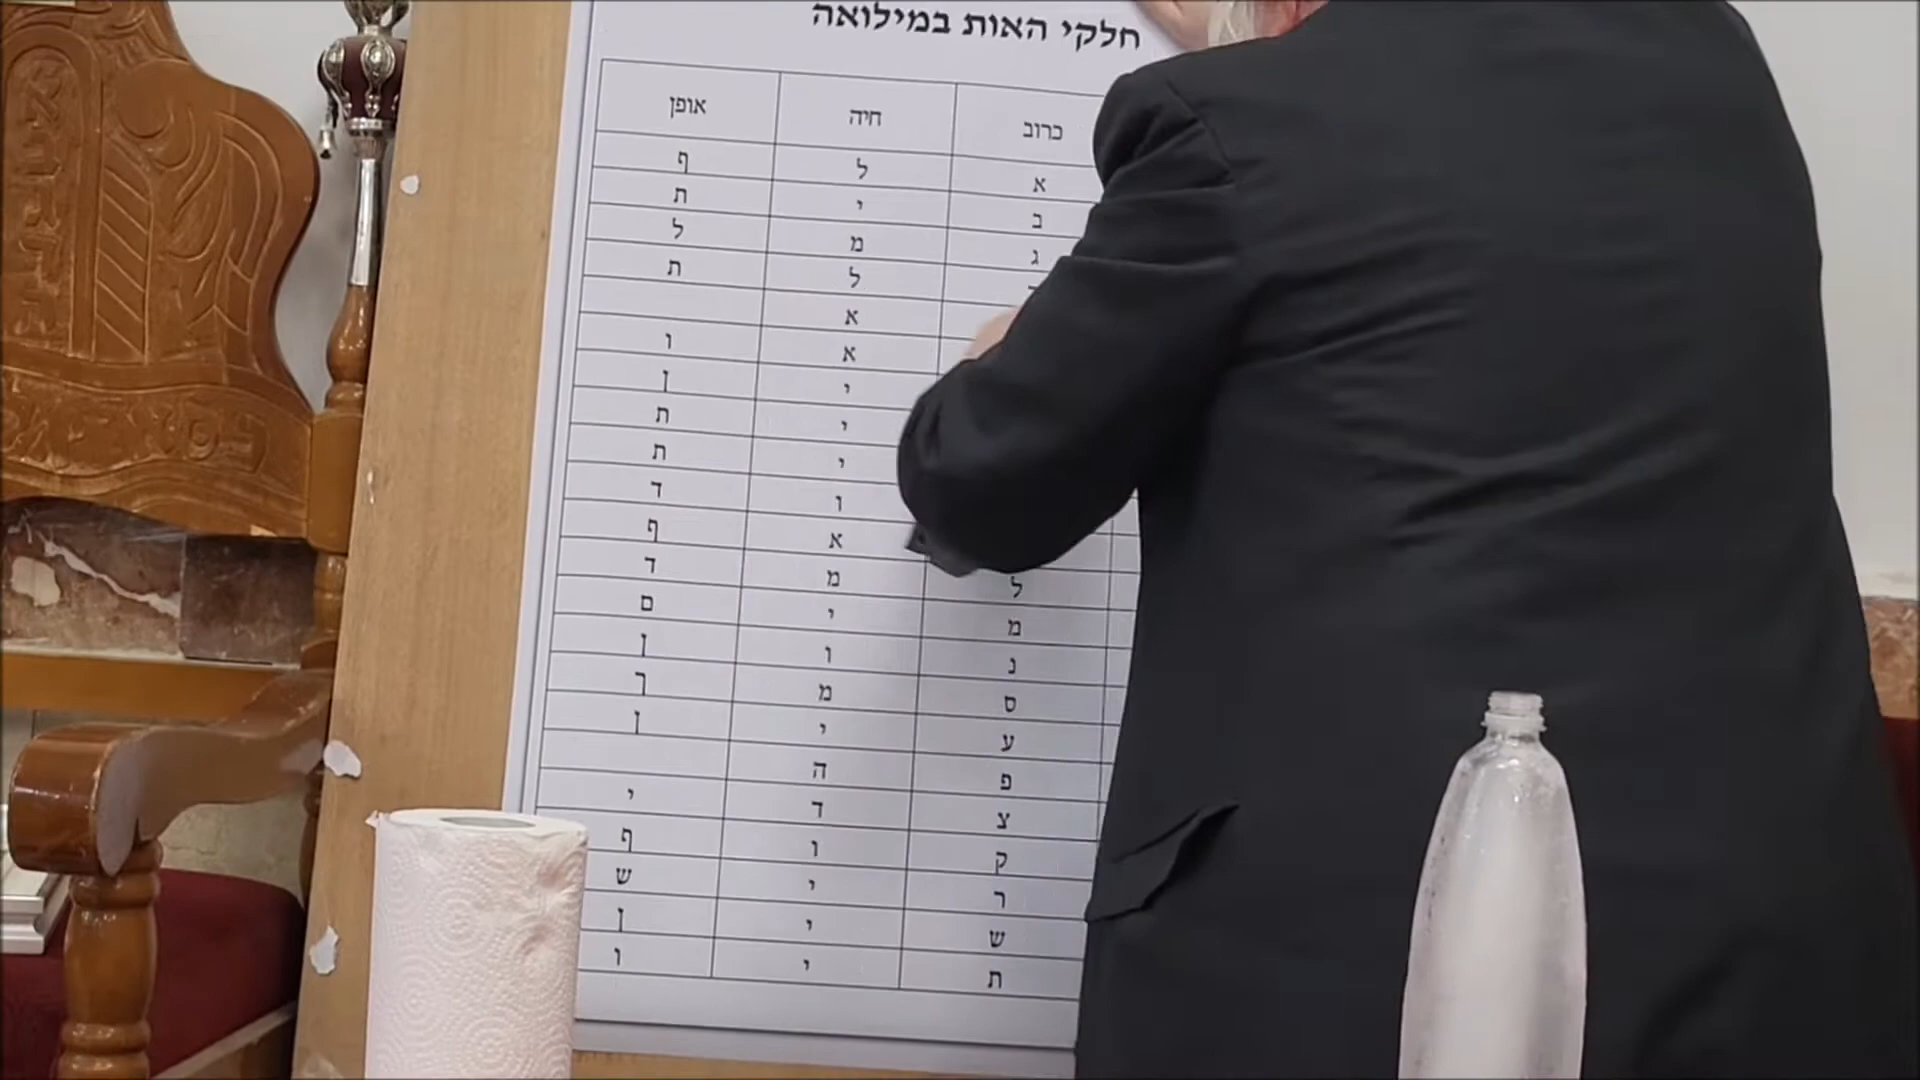 חלקי האות במילואה
כרוב חיה אופן
א ל ף
ב י ת
ג מ ל
ל ת
א
א ו
י ן
י ת
י ת
ו ד
א ף
ל מ ד
מ י ם
נ ו ן
ס מ ך
ע י ן
פ ה
צ ד י
ק ו ף
ר י ש
ש י ן
ת י ו